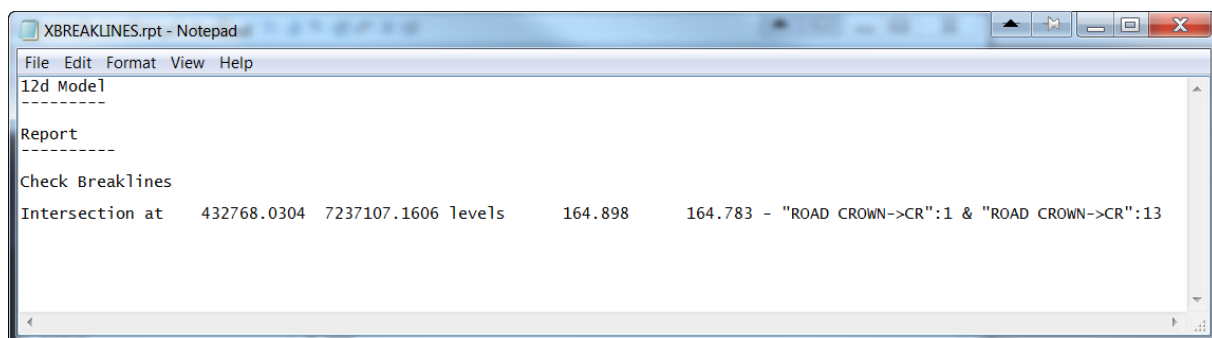 XBREAKLINES.rpt - Notepad
File Edit Format View Help
12d Model
---------
Report
----------
Check Breaklines
Intersection at 432768.0304 7237107.1606 levels 164.898 164.783 - "ROAD CROWN->CR":1 & "ROAD CROWN->CR":13